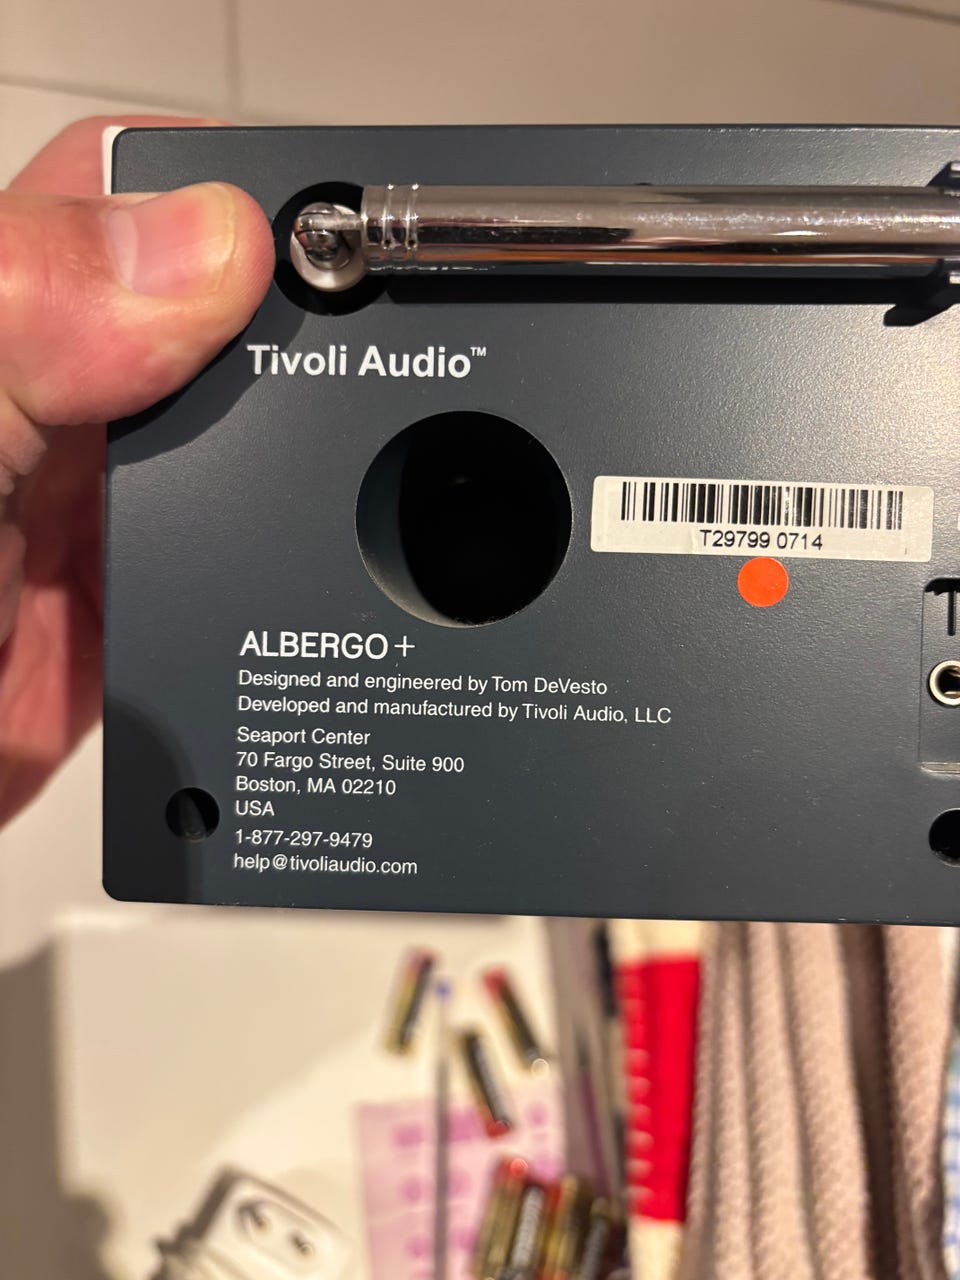 Tivoli Audio™
T29799 0714
ALBERGO+
Designed and engineered by Tom DeVesto
Developed and manufactured by Tivoli Audio, LLC
Seaport Center
70 Fargo Street, Suite 900
Boston, MA 02210
USA
1-877-297-9479
help@tivoliaudio.com